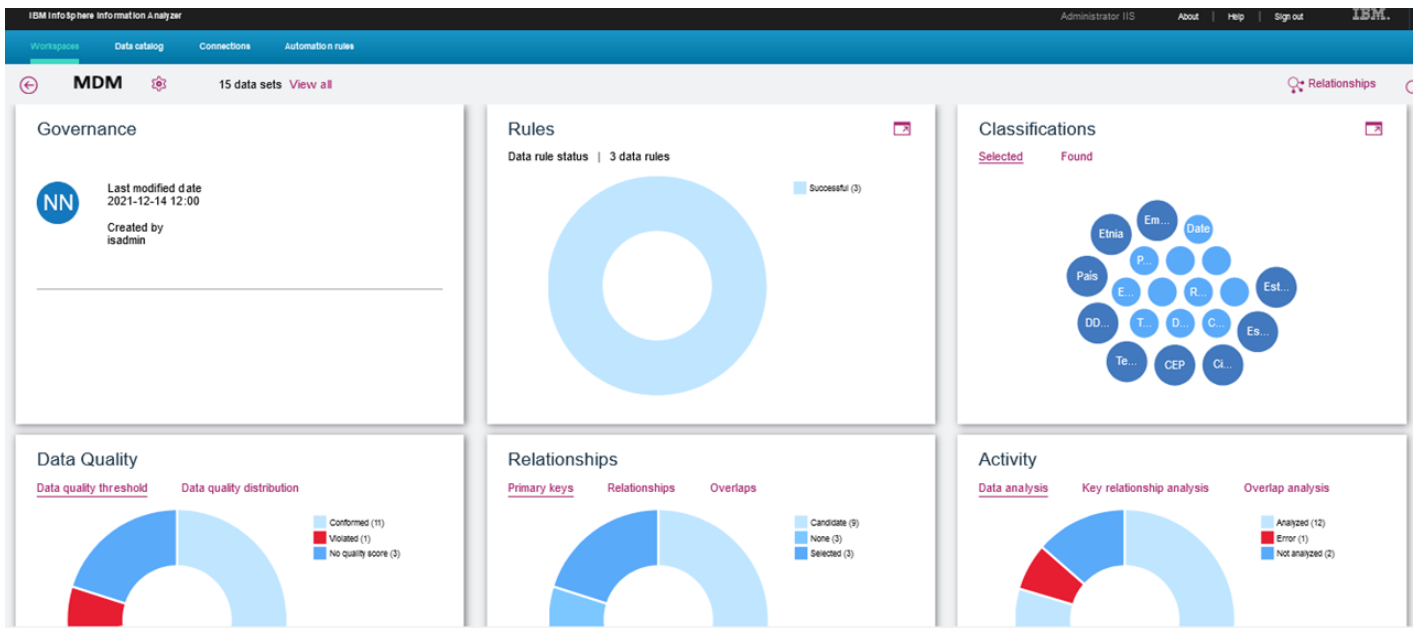 IBM InfoSphere Information Analyzer
Administrator IIS About | Help | Sign out IBM.
Workspaces Data catalog Connections Automation rules
MDM 15 data sets View all Relationships
Governance
NN
Last modified date
2021-12-14 12:00
Created by
isadmin
Rules
Data rule status | 3 data rules
Successful (3)
Classifications
Selected Found
Em...
Date
Etnia
P...
País
E...
R...
Est...
DD...
T...
D...
C...
Es...
Te...
CEP
Ci...
Data Quality
Data quality threshold Data quality distribution
Conformed (11)
Violated (1)
No quality score (3)
Relationships
Primary keys Relationships Overlaps
Candidate (9)
None (3)
Selected (3)
Activity
Data analysis Key relationship analysis Overlap analysis
Analyzed (12)
Error (1)
Not analyzed (2)